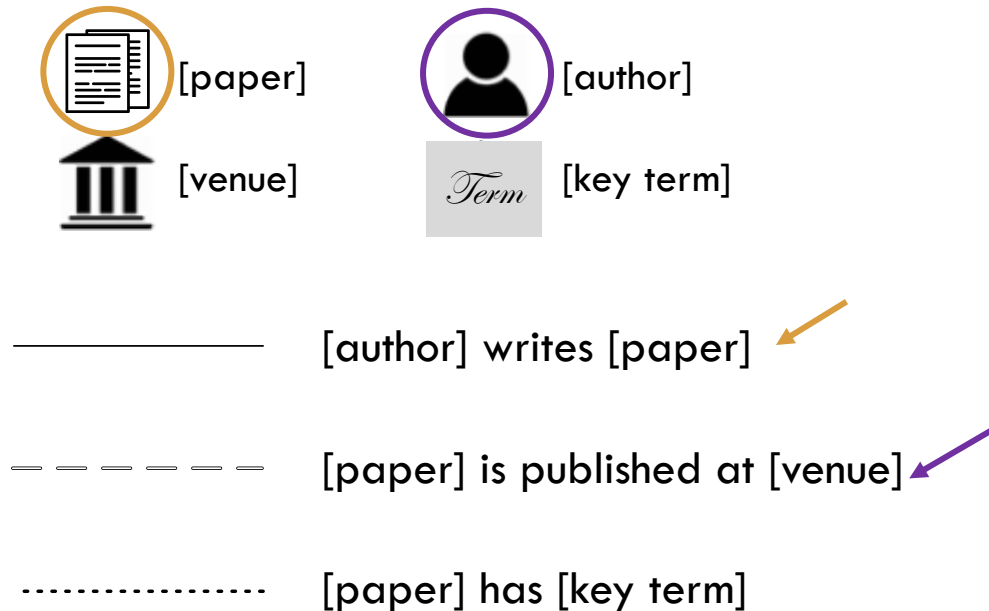 [paper] [author]
[venue] Term [key term]
[author] writes [paper]
[paper] is published at [venue]
[paper] has [key term]